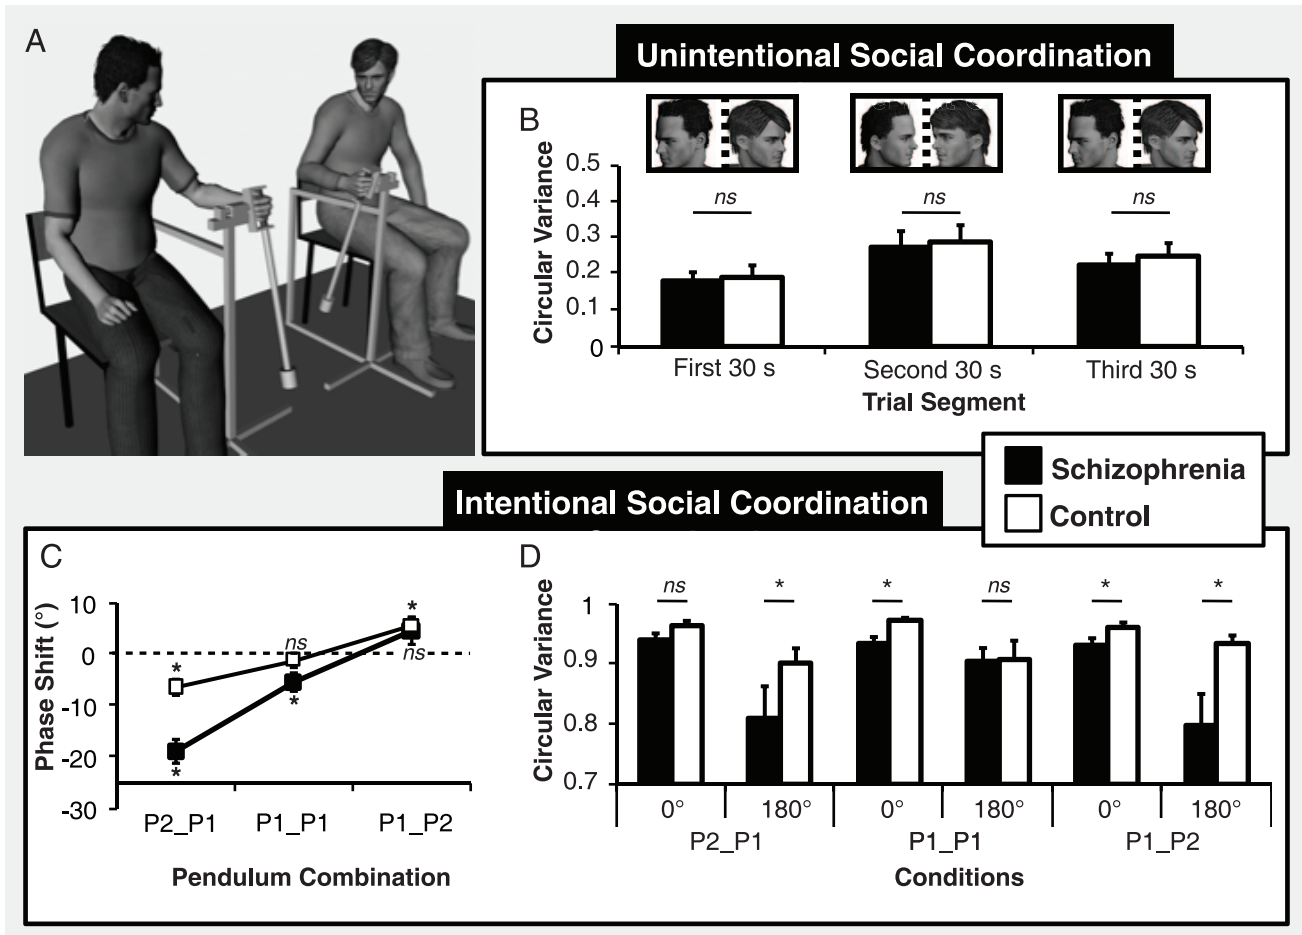 A
Unintentional Social Coordination
B
Circular Variance
0.5
0.4
0.3
0.2
0.1
0
ns
ns
ns
First 30 s
Second 30 s
Third 30 s
Trial Segment
Schizophrenia
Control
Intentional Social Coordination
C
Phase Shift (°)
10
0
-10
-20
-30
*
*
ns
*
*
ns
P2_P1
P1_P1
P1_P2
Pendulum Combination
D
Circular Variance
1
0.9
0.8
0.7
ns
*
*
ns
*
*
0°
180°
0°
180°
0°
180°
P2_P1
P1_P1
P1_P2
Conditions